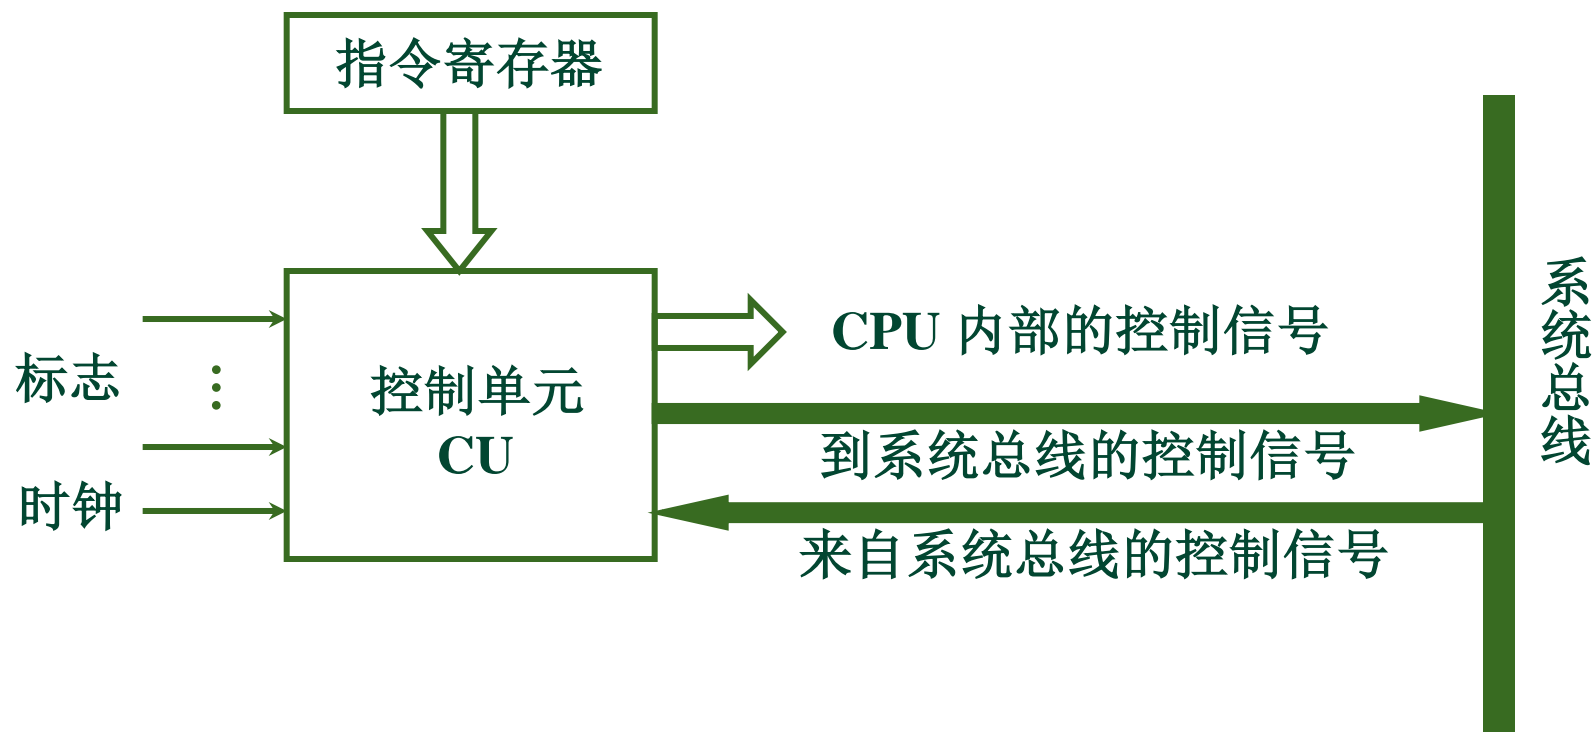 指令寄存器
标志
时钟
控制单元
CU
CPU 内部的控制信号
到系统总线的控制信号
来自系统总线的控制信号
系统总线